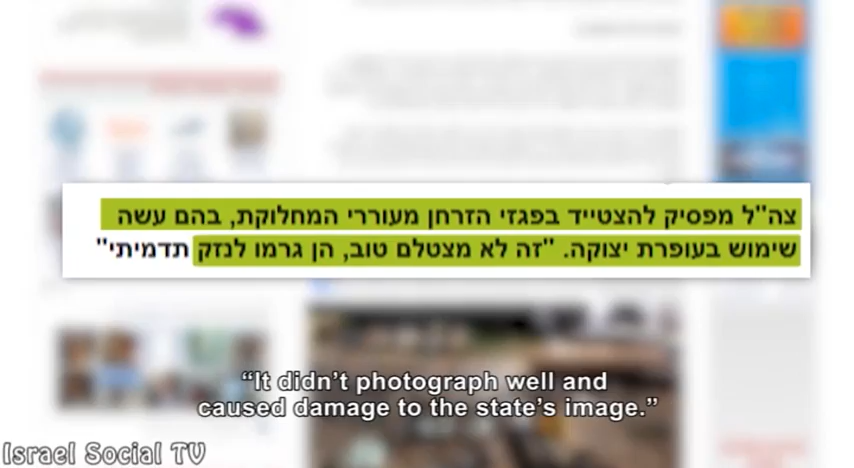 צה"ל מפסיק להצטייד בפגזי הזרחן מעוררי המחלוקת, בהם עשה
שימוש בעופרת יצוקה. "זה לא מצטלם טוב, הן גרמו לנזק תדמיתי"
“It didn’t photograph well and
caused damage to the state’s image.”
Israel Social TV